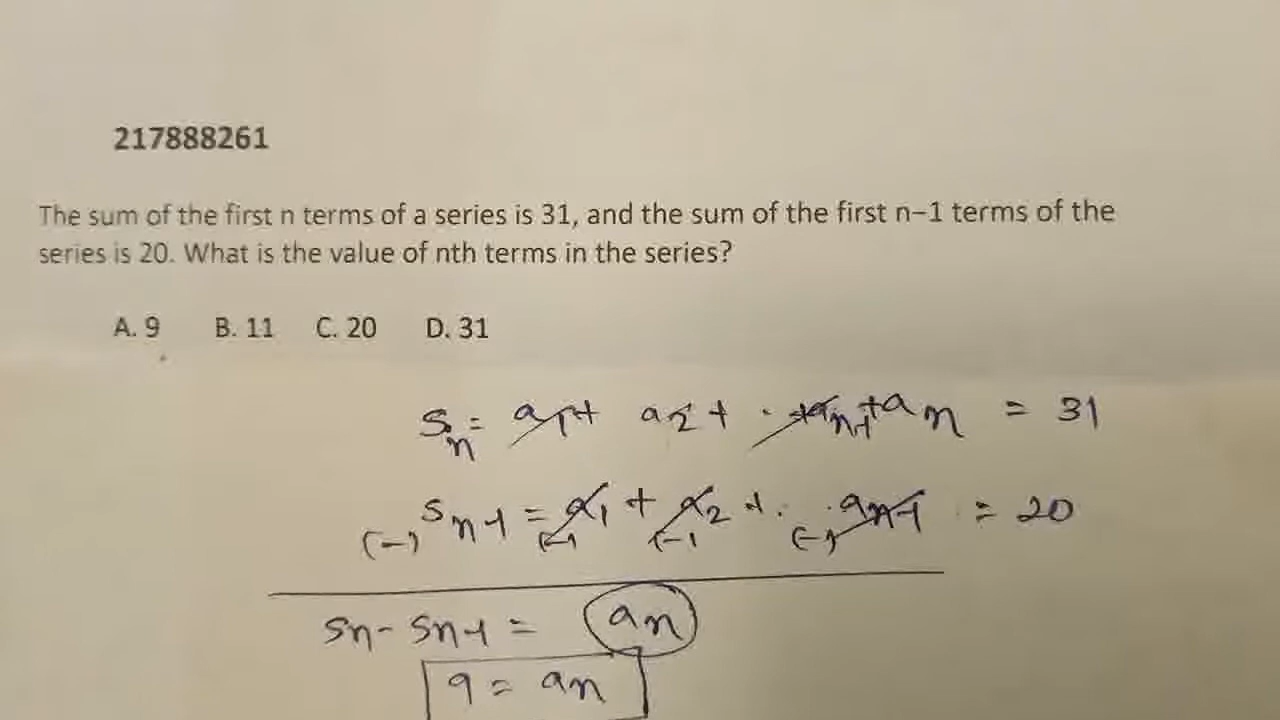 217888261
The sum of the first n terms of a series is 31, and the sum of the first n−1 terms of the
series is 20. What is the value of nth terms in the series?
A. 9 B. 11 C. 20 D. 31
Sn = a1 + a2 + . + an-1 + an = 31
(-) Sn-1 = a1 + a2 + . . an-1 = 20
(-) (-) (-)
Sn - Sn-1 = an
9 = an